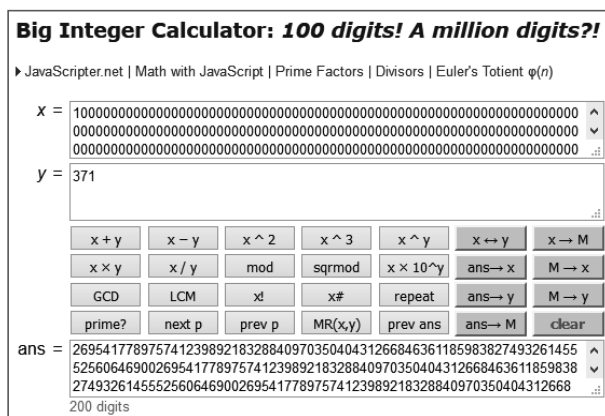 Big Integer Calculator: 100 digits! A million digits?!
JavaScripter.net | Math with JavaScript | Prime Factors | Divisors | Euler's Totient φ(n)
x = 1000000000000000000000000000000000000000000000000000000000000000000
0000000000000000000000000000000000000000000000000000000000000000000
0000000000000000000000000000000000000000000000000000000000000000000
y = 371
x + y x − y x ^ 2 x ^ 3 x ^ y x ↔ y x → M
x × y x / y mod sqrmod x × 10^y ans→ x M → x
GCD LCM x! x# repeat ans→ y M → y
prime? next p prev p MR(x,y) prev ans ans→ M clear
ans = 2695417789757412398921832884097035040431266846361185983827493261455
5256064690026954177897574123989218328840970350404312668463611859838
274932614555256064690026954177897574123989218328840970350404312668
200 digits